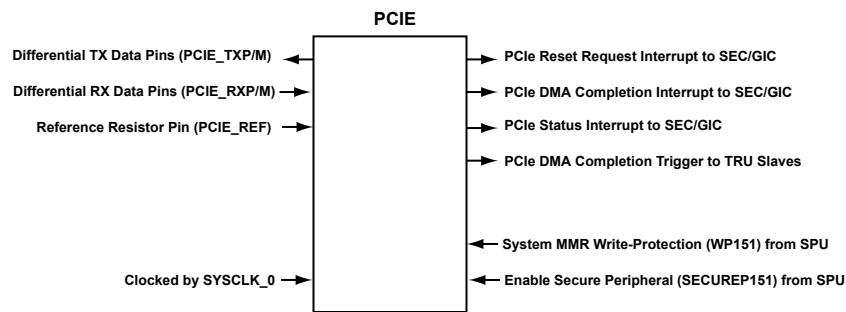 PCIE
Differential TX Data Pins (PCIE_TXP/M)
Differential RX Data Pins (PCIE_RXP/M)
Reference Resistor Pin (PCIE_REF)
Clocked by SYSCLK_0
PCIe Reset Request Interrupt to SEC/GIC
PCIe DMA Completion Interrupt to SEC/GIC
PCIe Status Interrupt to SEC/GIC
PCIe DMA Completion Trigger to TRU Slaves
System MMR Write-Protection (WP151) from SPU
Enable Secure Peripheral (SECUREP151) from SPU